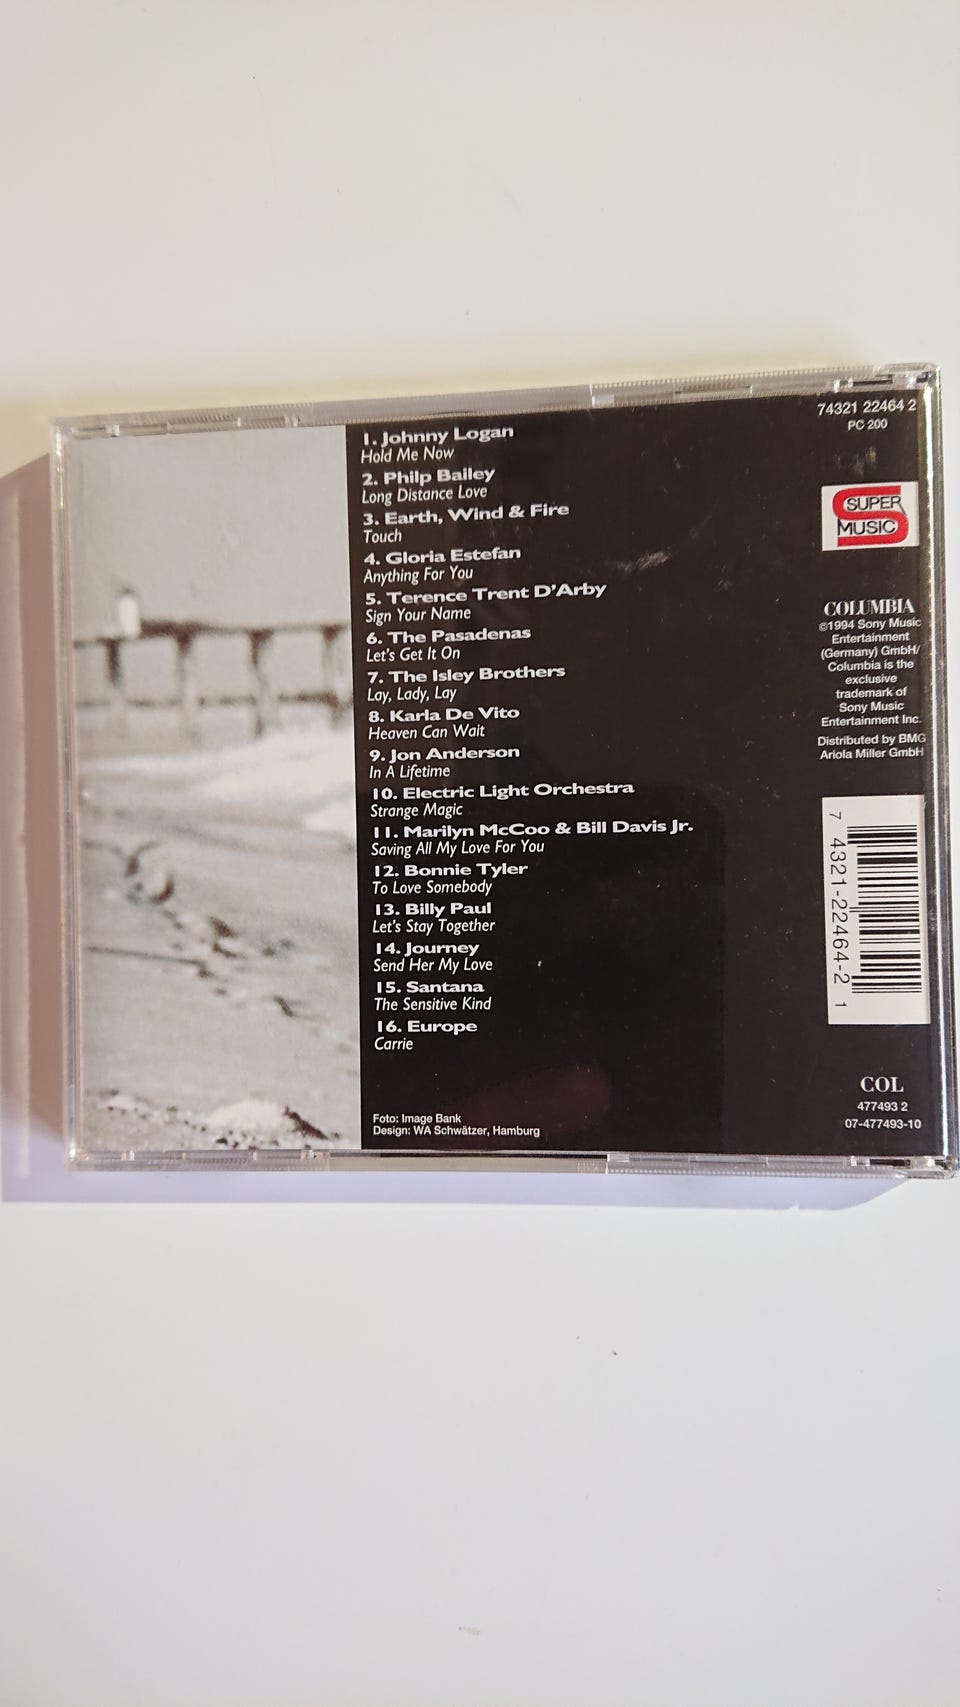 1. Johnny Logan
Hold Me Now
2. Philp Bailey
Long Distance Love
3. Earth, Wind & Fire
Touch
4. Gloria Estefan
Anything For You
5. Terence Trent D'Arby
Sign Your Name
6. The Pasadenas
Let's Get It On
7. The Isley Brothers
Lay, Lady, Lay
8. Karla De Vito
Heaven Can Wait
9. Jon Anderson
In A Lifetime
10. Electric Light Orchestra
Strange Magic
11. Marilyn McCoo & Bill Davis Jr.
Saving All My Love For You
12. Bonnie Tyler
To Love Somebody
13. Billy Paul
Let's Stay Together
14. Journey
Send Her My Love
15. Santana
The Sensitive Kind
16. Europe
Carrie
Foto: Image Bank
Design: WA Schwätzer, Hamburg
74321 22464 2
PC 200
SUPER
MUSIC
COLUMBIA
©1994 Sony Music
Entertainment
(Germany) GmbH/
Columbia is the
exclusive
trademark of
Sony Music
Entertainment Inc.
Distributed by BMG
Ariola Miller GmbH
7 4321-22464-2 1
COL
477493 2
07-477493-10